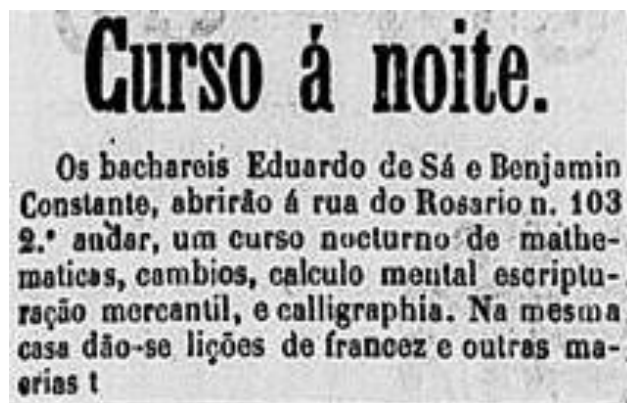 Curso á noite.
Os bachareis Eduardo de Sá e Benjamin
Constante, abrirão á rua do Rosario n. 103
2.º andar, um curso nocturno de mathe-
maticas, cambios, calculo mental escriptu-
ração mercantil, e calligraphia. Na mesma
casa dão-se lições de francez e outras ma-
erias t